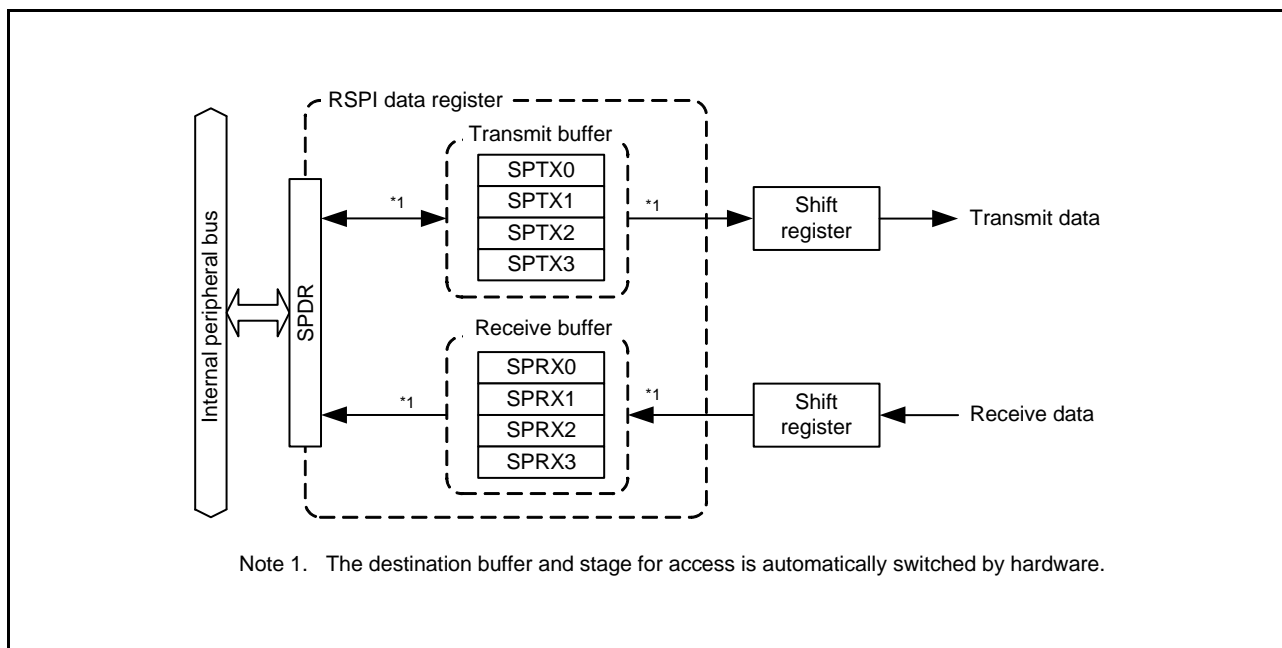 RSPI data register
Transmit buffer
SPTX0
SPTX1
SPTX2
SPTX3
*1
*1
Shift
register
Transmit data
Internal peripheral bus
SPDR
Receive buffer
SPRX0
SPRX1
SPRX2
SPRX3
*1
*1
Shift
register
Receive data
Note 1. The destination buffer and stage for access is automatically switched by hardware.